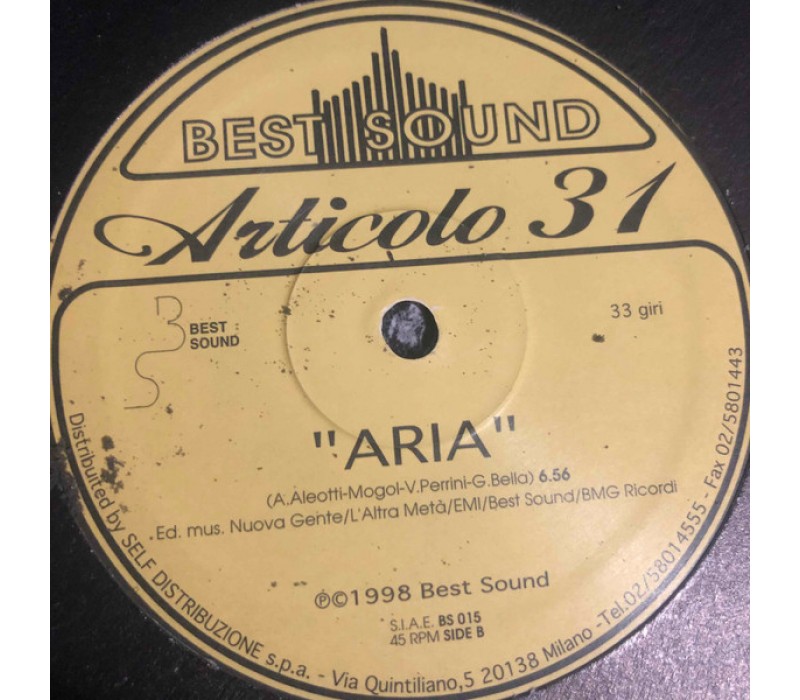 BEST SOUND
Articolo 31
BEST
SOUND
33 giri
"ARIA"
(A.Aleotti-Mogol-V.Perrini-G.Bella) 6.56
Ed. mus. Nuova Gente/L'Altra Metà/EMI/Best Sound/BMG Ricordi
℗©1998 Best Sound
S.I.A.E. BS 015
45 RPM SIDE B
Distribuited by SELF DISTRIBUZIONE s.p.a. - Via Quintiliano,5 20138 Milano -Tel.02/58014555 - Fax 02/5801443